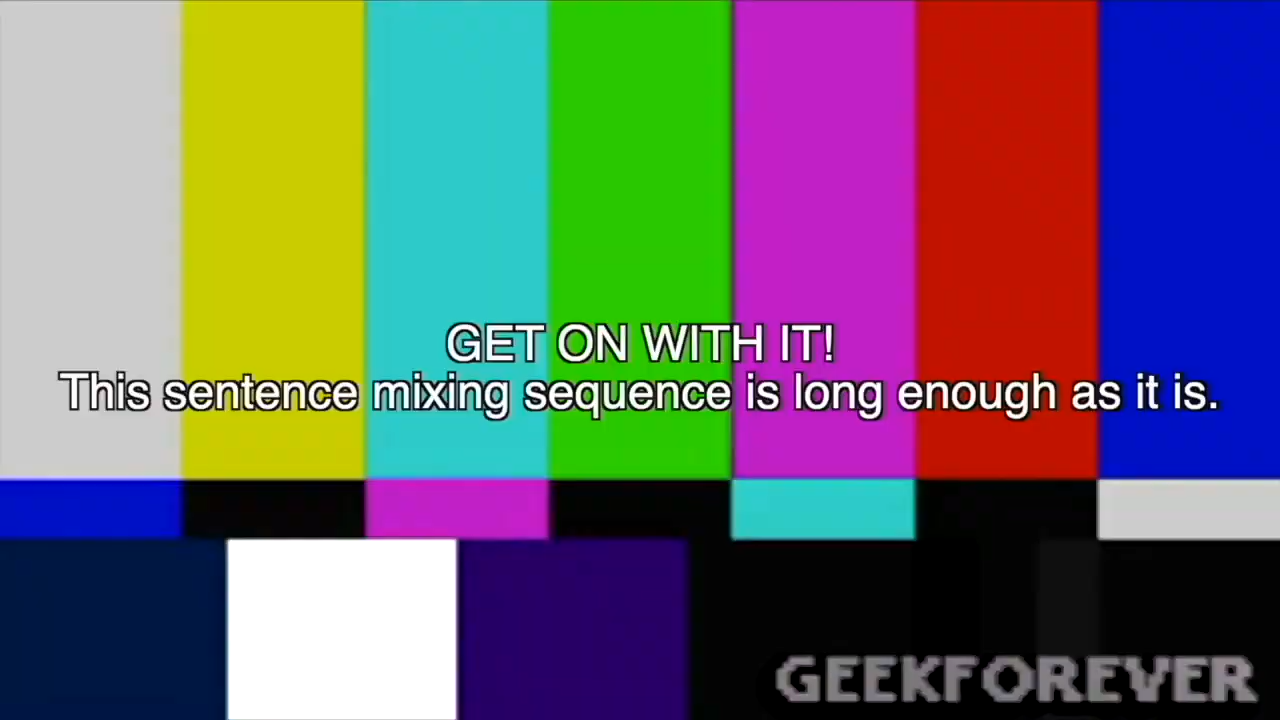 GET ON WITH IT!
This sentence mixing sequence is long enough as it is.
GEEKFOREVER